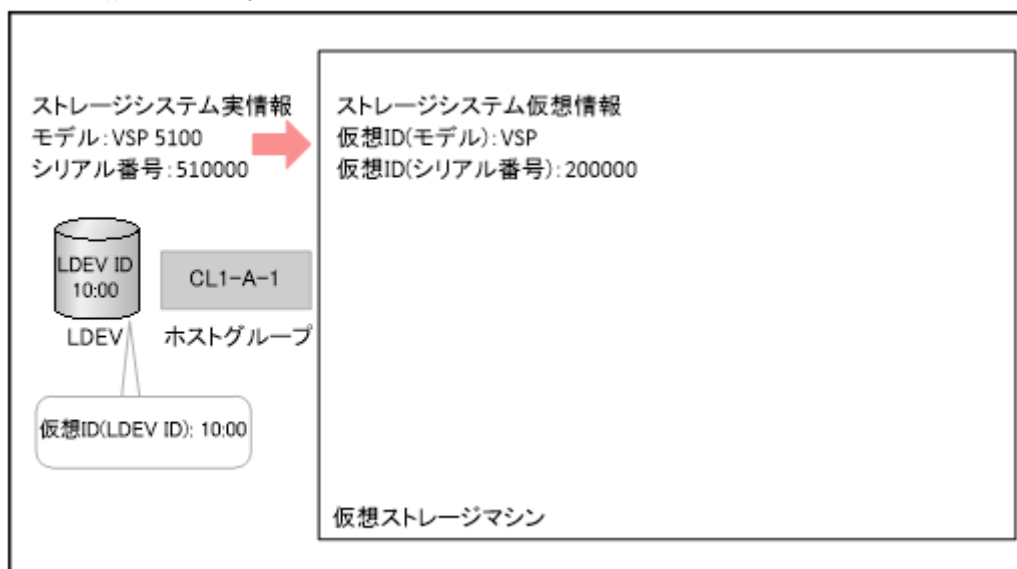 ストレージシステム実情報
モデル:VSP 5100
シリアル番号:510000
ストレージシステム仮想情報
仮想ID(モデル):VSP
仮想ID(シリアル番号):200000
LDEV ID
10:00
CL1-A-1
LDEV
ホストグループ
仮想ID(LDEV ID): 10:00
仮想ストレージマシン